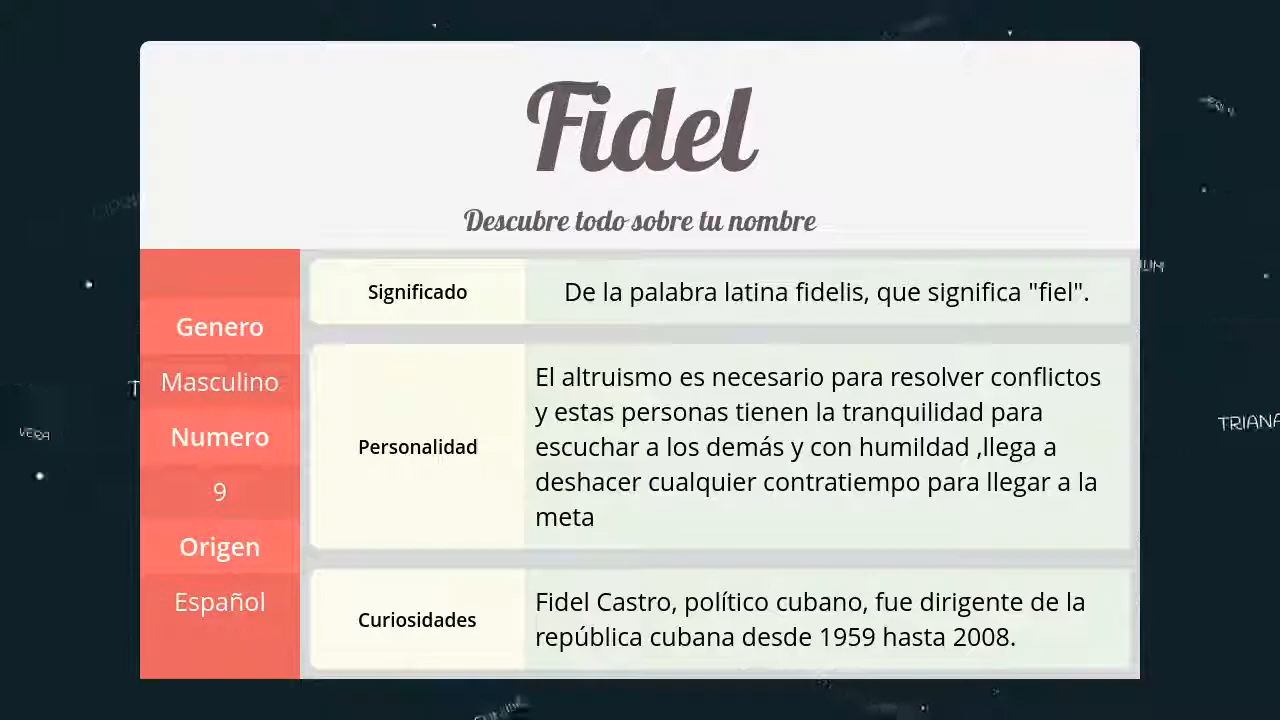 Fidel
Descubre todo sobre tu nombre
Genero
Masculino
Numero
9
Origen
Español
Significado
De la palabra latina fidelis, que significa "fiel".
Personalidad
El altruismo es necesario para resolver conflictos
y estas personas tienen la tranquilidad para
escuchar a los demás y con humildad ,llega a
deshacer cualquier contratiempo para llegar a la
meta
Curiosidades
Fidel Castro, político cubano, fue dirigente de la
república cubana desde 1959 hasta 2008.
VERA
TRIANA